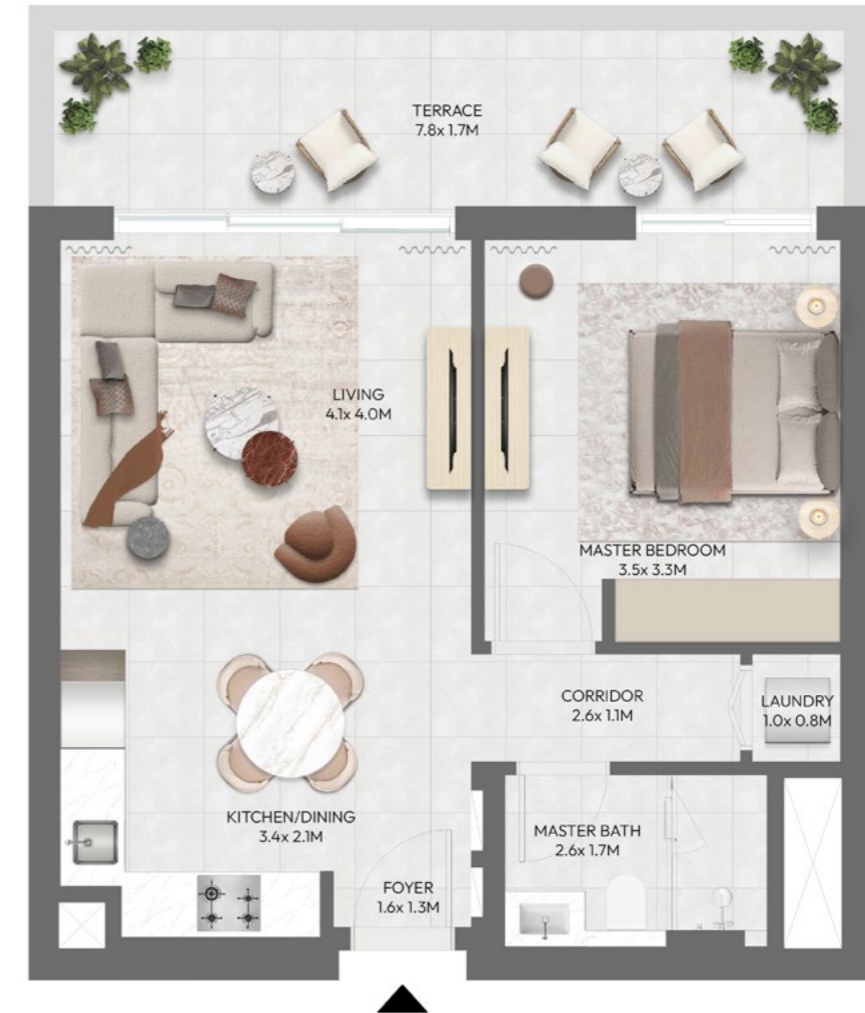 TERRACE
7.8x 1.7M
LIVING
4.1x 4.0M
MASTER BEDROOM
3.5x 3.3M
CORRIDOR
2.6x 1.1M
LAUNDRY
1.0x 0.8M
KITCHEN/DINING
3.4x 2.1M
MASTER BATH
2.6x 1.7M
FOYER
1.6x 1.3M